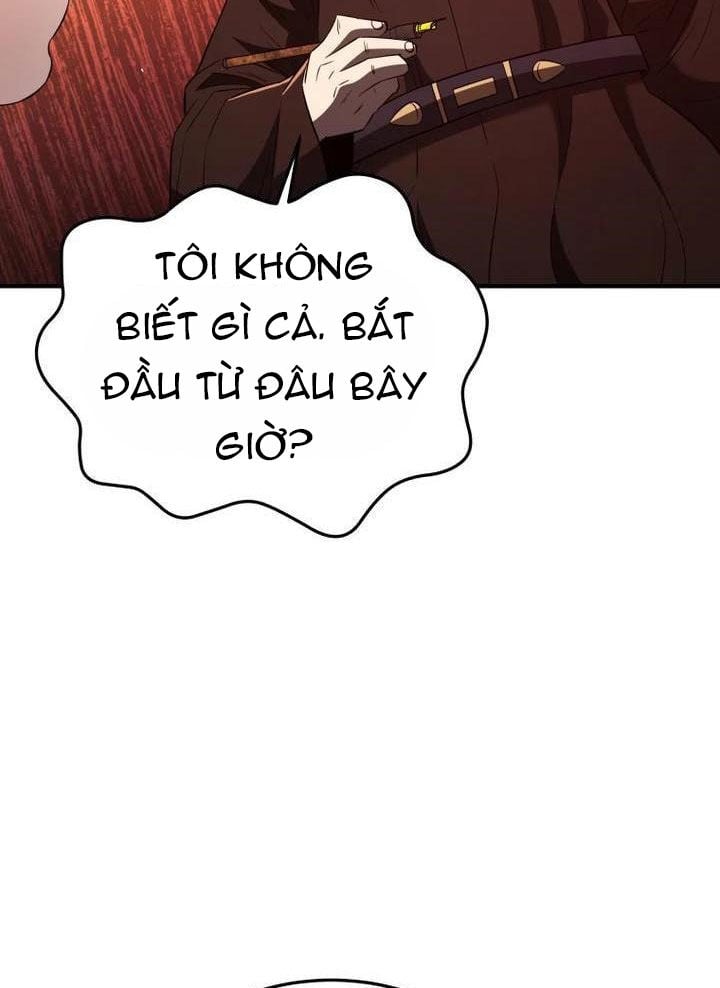 TÔI KHÔNG
BIẾT GÌ CẢ. BẮT
ĐẦU TỪ ĐÂU BÂY
GIỜ?